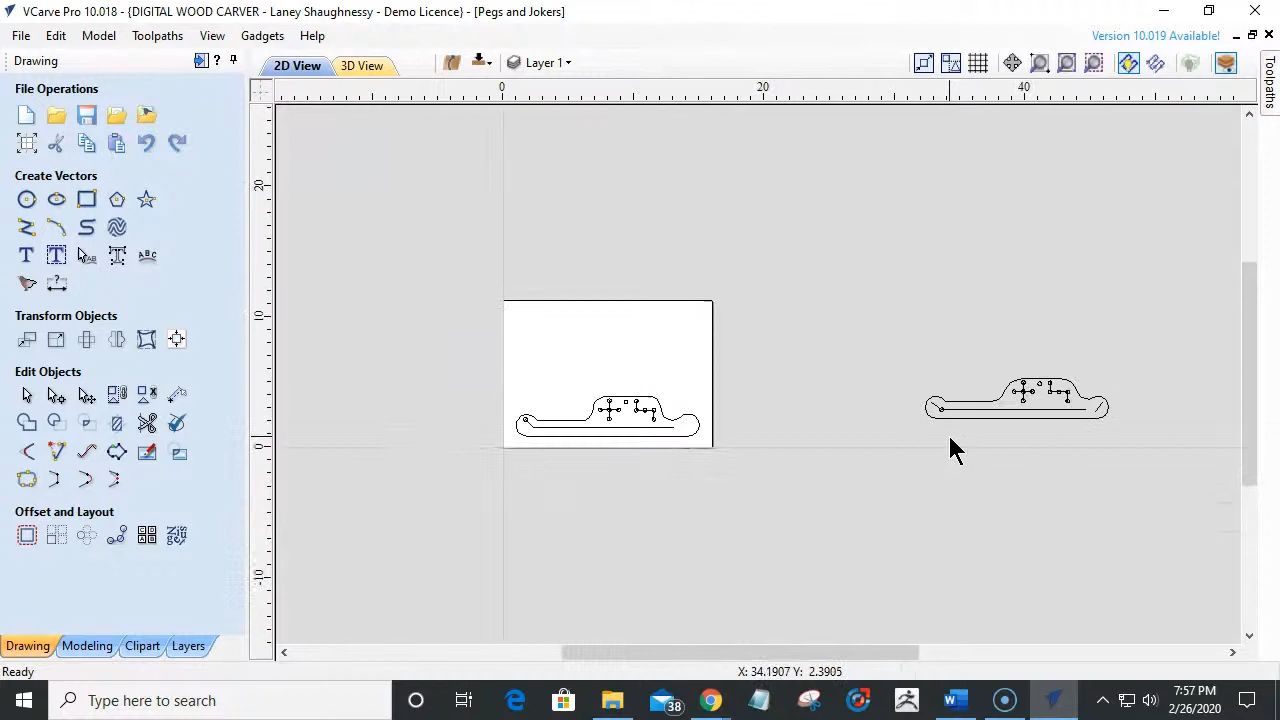 VCarve Pro 10.018 - {DIGITAL WOOD CARVER - Laney Shaughnessy - Demo Licence} - [Pegs and Jokers]
File Edit Model Toolpaths View Gadgets Help Version 10.019 Available!
Drawing
2D View 3D View Layer 1
Toolpaths
0 20 40
20
10
0
-10
File Operations
Create Vectors
Transform Objects
Edit Objects
Offset and Layout
Drawing Modeling Clipart Layers
Ready X: 34.1907 Y: 2.3905
Type here to search
38
7:57 PM
2/26/2020